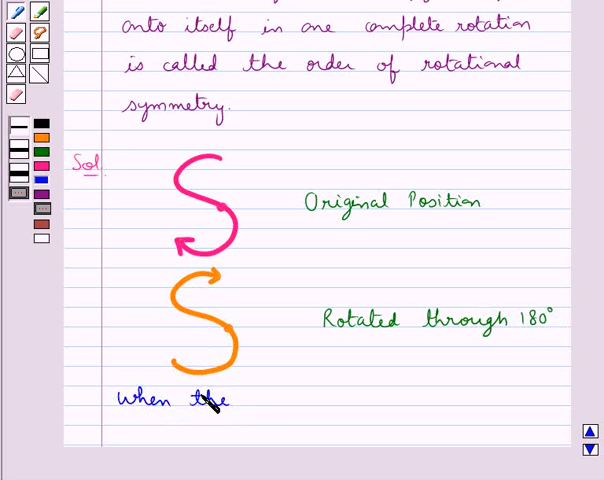 onto itself in one complete rotation
is called the order of rotational
symmetry.
Sol.
Original Position
Rotated through 180°
When the